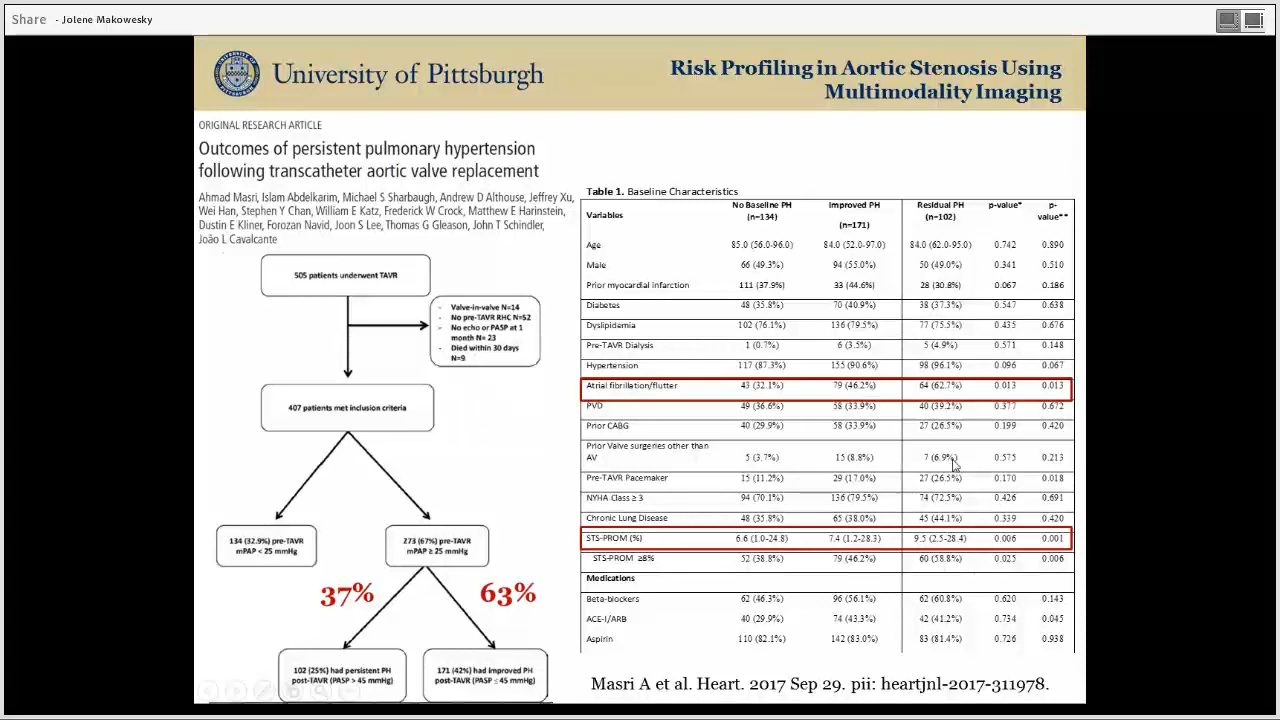 Share - Jolene Makowesky
University of Pittsburgh
Risk Profiling in Aortic Stenosis Using
Multimodality Imaging
ORIGINAL RESEARCH ARTICLE
Outcomes of persistent pulmonary hypertension
following transcatheter aortic valve replacement
Ahmad Masri, Islam Abdelkarim, Michael S Sharbaugh, Andrew D Althouse, Jeffrey Xu,
Wei Han, Stephen Y Chan, William E Katz, Frederick W Crock, Matthew E Harinstein,
Dustin E Kliner, Forozan Navid, Joon S Lee, Thomas G Gleason, John T Schindler,
João L Cavalcante
505 patients underwent TAVR
- Valve-in-valve N=14
- No pre-TAVR RHC N=52
- No echo or PASP at 1
month N= 23
- Died within 30 days
N=9
407 patients met inclusion criteria
134 (32.9%) pre-TAVR
mPAP < 25 mmHg
273 (67%) pre-TAVR
mPAP ≥ 25 mmHg
37% 63%
102 (25%) had persistent PH
post-TAVR (PASP > 45 mmHg)
171 (42%) had improved PH
post-TAVR (PASP ≤ 45 mmHg)
Table 1. Baseline Characteristics
Variables No Baseline PH (n=134) Improved PH (n=171) Residual PH (n=102) p-value* p-value**
Age 85.0 (56.0-96.0) 84.0 (52.0-97.0) 84.0 (62.0-95.0) 0.742 0.890
Male 66 (49.3%) 94 (55.0%) 50 (49.0%) 0.341 0.510
Prior myocardial infarction 111 (37.9%) 33 (44.6%) 28 (30.8%) 0.067 0.186
Diabetes 48 (35.8%) 70 (40.9%) 38 (37.3%) 0.547 0.638
Dyslipidemia 102 (76.1%) 136 (79.5%) 77 (75.5%) 0.435 0.676
Pre-TAVR Dialysis 1 (0.7%) 6 (3.5%) 5 (4.9%) 0.571 0.148
Hypertension 117 (87.3%) 155 (90.6%) 98 (96.1%) 0.096 0.067
Atrial fibrillation/flutter 43 (32.1%) 79 (46.2%) 64 (62.7%) 0.013 0.013
PVD 49 (36.6%) 58 (33.9%) 40 (39.2%) 0.377 0.672
Prior CABG 40 (29.9%) 58 (33.9%) 27 (26.5%) 0.199 0.420
Prior Valve surgeries other than
AV 5 (3.7%) 15 (8.8%) 7 (6.9%) 0.575 0.213
Pre-TAVR Pacemaker 15 (11.2%) 29 (17.0%) 27 (26.5%) 0.170 0.018
NYHA Class ≥ 3 94 (70.1%) 136 (79.5%) 74 (72.5%) 0.426 0.691
Chronic Lung Disease 48 (35.8%) 65 (38.0%) 45 (44.1%) 0.339 0.420
STS-PROM (%) 6.6 (1.0-24.8) 7.4 (1.2-28.3) 9.5 (2.5-28.4) 0.006 0.001
STS-PROM ≥8% 52 (38.8%) 79 (46.2%) 60 (58.8%) 0.025 0.006
Medications
Beta-blockers 62 (46.3%) 96 (56.1%) 62 (60.8%) 0.620 0.143
ACE-I/ARB 40 (29.9%) 74 (43.3%) 42 (41.2%) 0.734 0.045
Aspirin 110 (82.1%) 142 (83.0%) 83 (81.4%) 0.726 0.938
Masri A et al. Heart. 2017 Sep 29. pii: heartjnl-2017-311978.